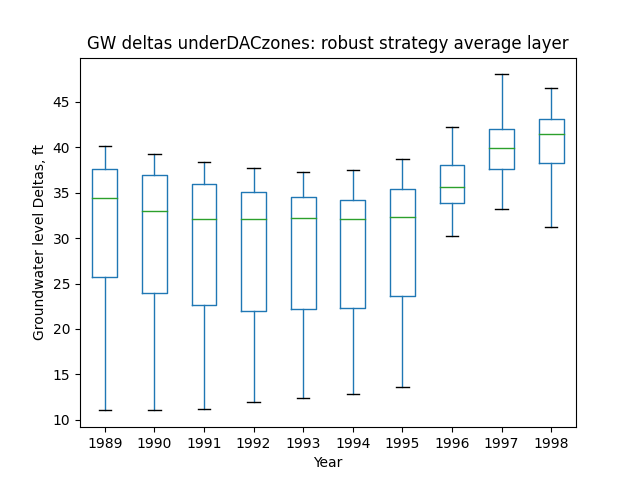 GW deltas underDACzones: robust strategy average layer
Groundwater level Deltas, ft
45
40
35
30
25
20
15
10
1989 1990 1991 1992 1993 1994 1995 1996 1997 1998
Year